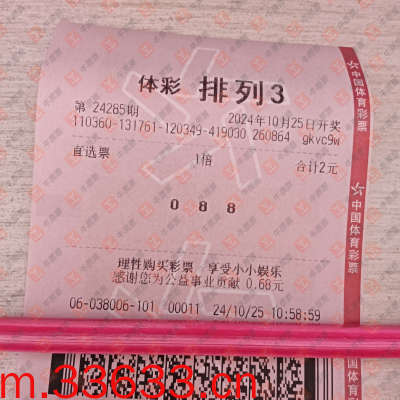 体彩 排列3
第 24285期 2024年10月25日开奖
110360-131761-120349-419030 260864 gkvc9w
直选票 1倍 合计2元
0 8 8
理性购买彩票 享受小小娱乐
感谢您为公益事业贡献 0.68元
06-038006-101 00011 24/10/25 10:58:59
中国体育彩票
中国体育彩票
m.33633.cn